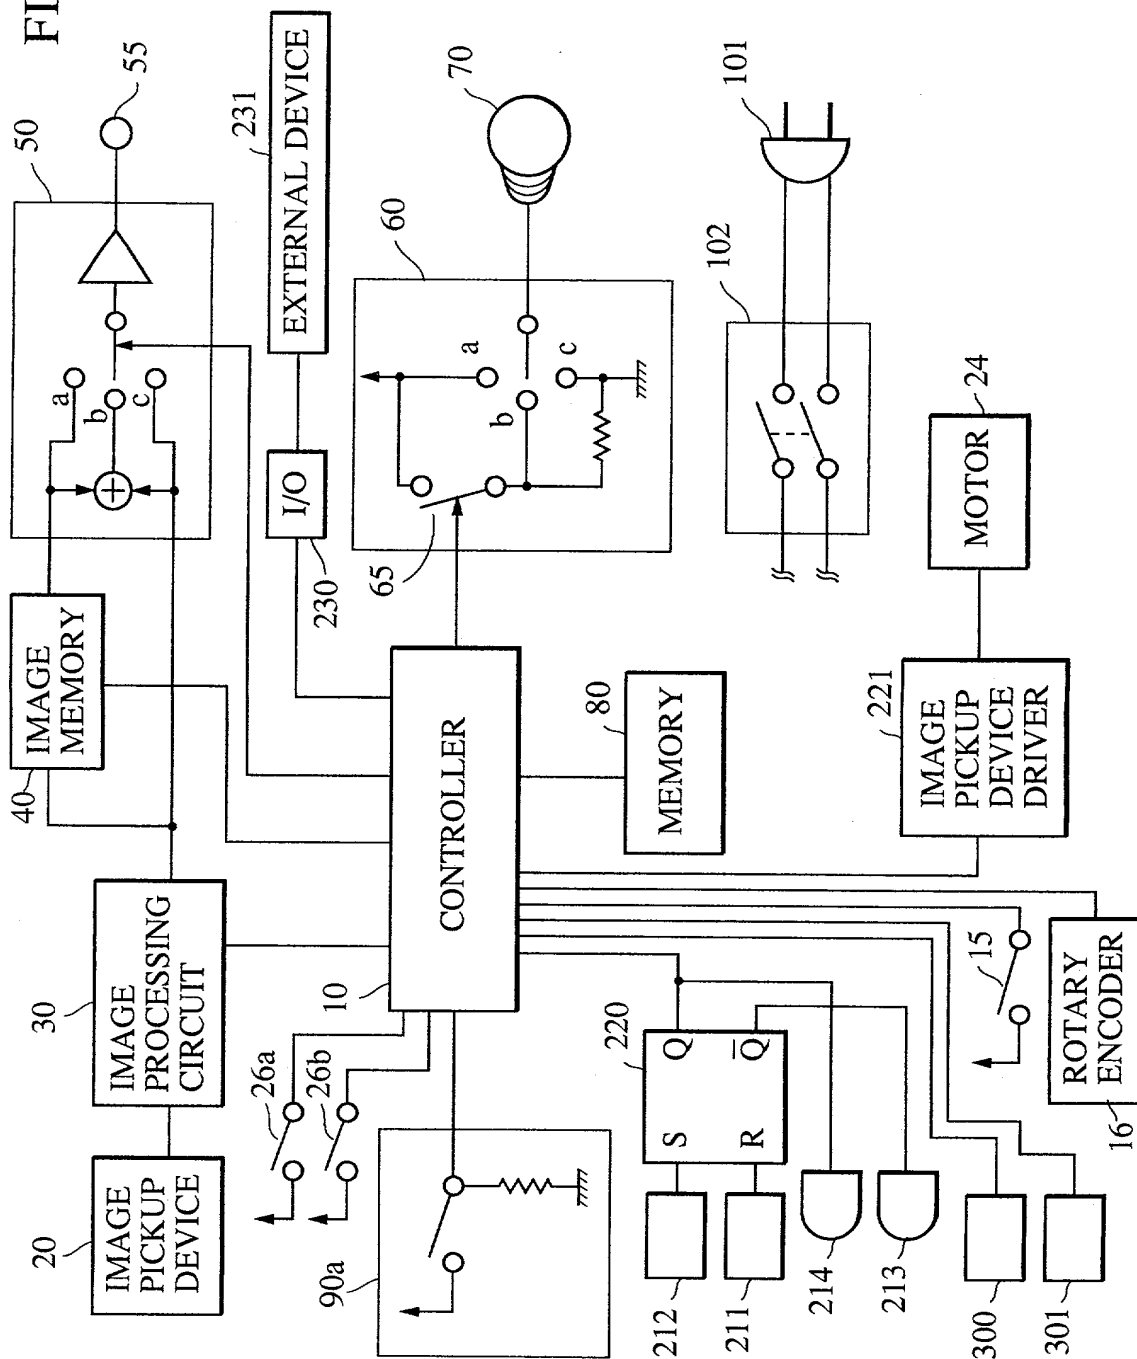 FI
20
IMAGE
PICKUP
DEVICE
30
IMAGE
PROCESSING
CIRCUIT
40
IMAGE
MEMORY
50
a
b
c
55
26a
26b
10
CONTROLLER
230
I/O
231
EXTERNAL DEVICE
90a
65
60
a
b
c
70
80
MEMORY
102
101
212
211
S
R
Q
Q̅
220
214
213
300
301
15
16
ROTARY
ENCODER
221
IMAGE
PICKUP
DEVICE
DRIVER
24
MOTOR